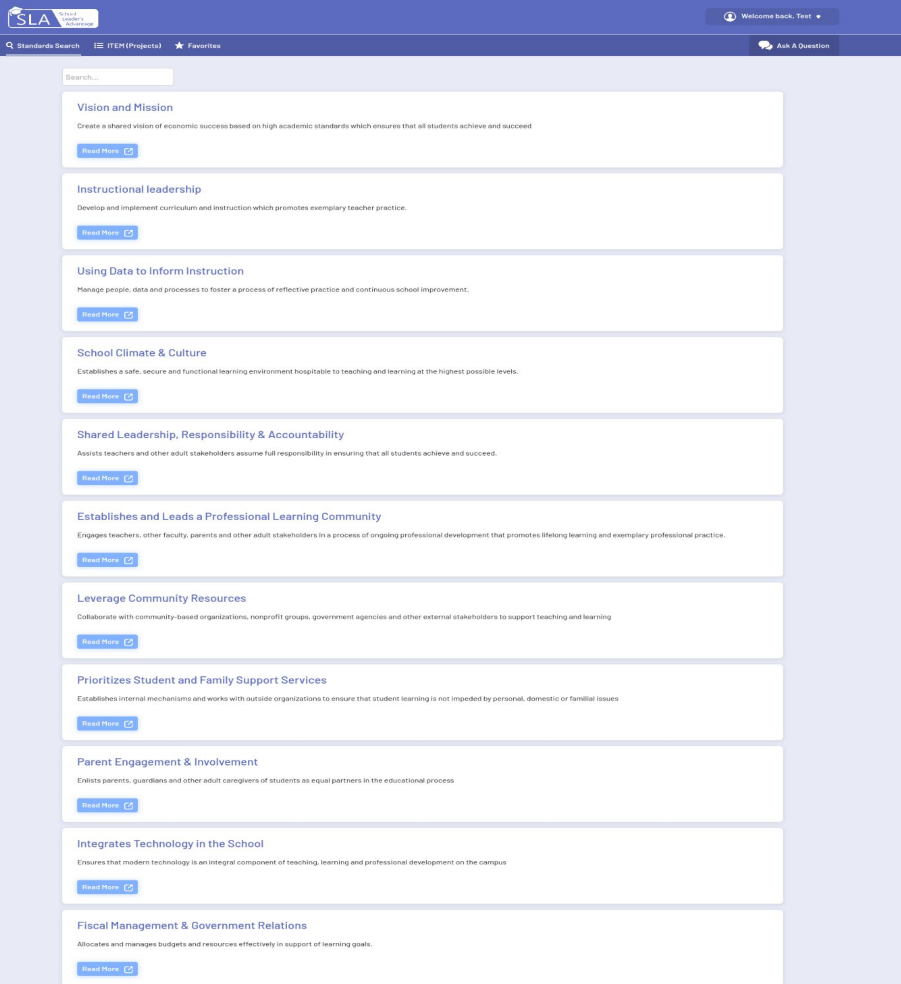 SLA School Leader's Advantage
Welcome back, Test
Standards Search ITEM (Projects) Favorites Ask A Question
Search...
Vision and Mission
Create a shared vision of economic success based on high academic standards which ensures that all students achieve and succeed
Read More
Instructional leadership
Develop and implement curriculum and instruction which promotes exemplary teacher practice.
Read More
Using Data to Inform Instruction
Manage people, data and processes to foster a process of reflective practice and continuous school improvement.
Read More
School Climate & Culture
Establishes a safe, secure and functional learning environment hospitable to teaching and learning at the highest possible levels.
Read More
Shared Leadership, Responsibility & Accountability
Assists teachers and other adult stakeholders assume full responsibility in ensuring that all students achieve and succeed.
Read More
Establishes and Leads a Professional Learning Community
Engages teachers, other faculty, parents and other adult stakeholders in a process of ongoing professional development that promotes lifelong learning and exemplary professional practice.
Read More
Leverage Community Resources
Collaborate with community-based organizations, nonprofit groups, government agencies and other external stakeholders to support teaching and learning
Read More
Prioritizes Student and Family Support Services
Establishes internal mechanisms and works with outside organizations to ensure that student learning is not impeded by personal, domestic or familial issues
Read More
Parent Engagement & Involvement
Enlists parents, guardians and other adult caregivers of students as equal partners in the educational process
Read More
Integrates Technology in the School
Ensures that modern technology is an integral component of teaching, learning and professional development on the campus
Read More
Fiscal Management & Government Relations
Allocates and manages budgets and resources effectively in support of learning goals.
Read More